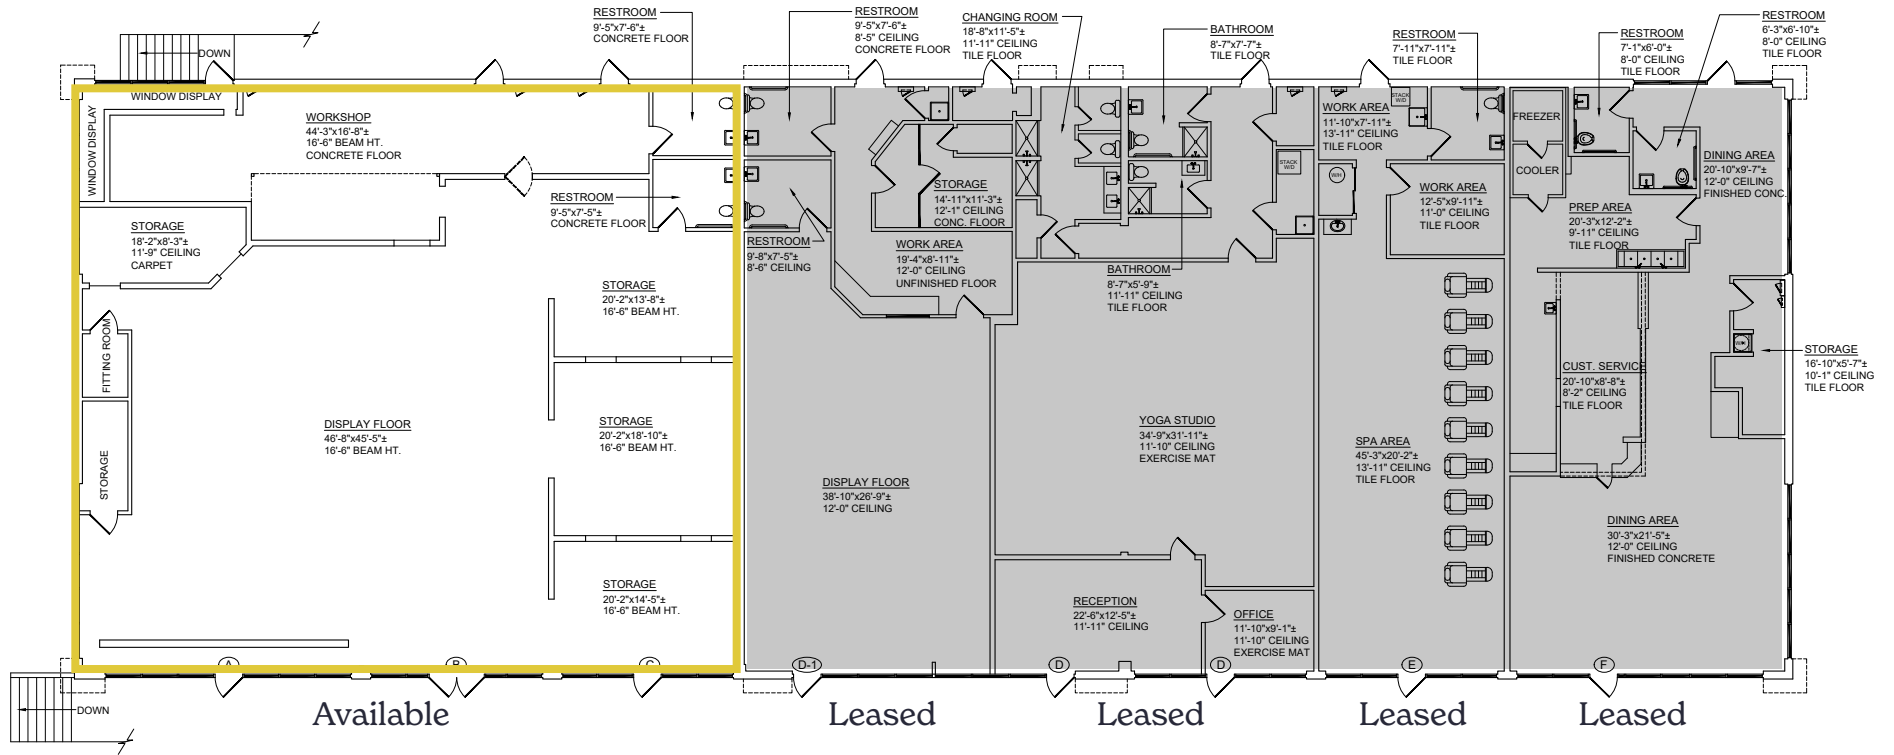 RESTROOM
9'-5"x7'-6"±
CONCRETE FLOOR
RESTROOM
9'-5"x7'-6"±
8'-5" CEILING
CONCRETE FLOOR
CHANGING ROOM
18'-8"x11'-5"±
11'-11" CEILING
TILE FLOOR
BATHROOM
8'-7"x7'-7"±
TILE FLOOR
RESTROOM
7'-11"x7'-11"±
TILE FLOOR
RESTROOM
7'-1"x6'-0"±
8'-0" CEILING
TILE FLOOR
RESTROOM
6'-3"x6'-10"±
8'-0" CEILING
TILE FLOOR
DOWN
WINDOW DISPLAY
WINDOW DISPLAY
WORKSHOP
44'-3"x16'-8"±
16'-6" BEAM HT.
CONCRETE FLOOR
RESTROOM
9'-5"x7'-5"±
CONCRETE FLOOR
STORAGE
18'-2"x8'-3"±
11'-9" CEILING
CARPET
FITTING ROOM
STORAGE
DISPLAY FLOOR
46'-8"x45'-5"±
16'-6" BEAM HT.
STORAGE
20'-2"x13'-8"±
16'-6" BEAM HT.
STORAGE
20'-2"x18'-10"±
16'-6" BEAM HT.
STORAGE
20'-2"x14'-5"±
16'-6" BEAM HT.
RESTROOM
9'-8"x7'-5"±
8'-6" CEILING
STORAGE
14'-11"x11'-3"±
12'-1" CEILING
CONC. FLOOR
WORK AREA
19'-4"x8'-11"±
12'-0" CEILING
UNFINISHED FLOOR
DISPLAY FLOOR
38'-10"x26'-9"±
12'-0" CEILING
BATHROOM
8'-7"x5'-9"±
11'-11" CEILING
TILE FLOOR
STACK
W/D
YOGA STUDIO
34'-9"x31'-11"±
11'-10" CEILING
EXERCISE MAT
RECEPTION
22'-6"x12'-5"±
11'-11" CEILING
OFFICE
11'-10"x9'-1"±
11'-10" CEILING
EXERCISE MAT
WORK AREA
11'-10"x7'-11"±
13'-11" CEILING
TILE FLOOR
STACK
W/D
W/H
WORK AREA
12'-5"x9'-11"±
11'-0" CEILING
TILE FLOOR
SPA AREA
45'-3"x20'-2"±
13'-11" CEILING
TILE FLOOR
FREEZER
COOLER
DINING AREA
20'-10"x9'-7"±
12'-0" CEILING
FINISHED CONC.
PREP AREA
20'-3"x12'-2"±
9'-11" CEILING
TILE FLOOR
CUST. SERVICE
20'-10"x8'-8"±
8'-2" CEILING
TILE FLOOR
W/H
STORAGE
16'-10"x5'-7"±
10'-1" CEILING
TILE FLOOR
DINING AREA
30'-3"x21'-5"±
12'-0" CEILING
FINISHED CONCRETE
A
B
C
D-1
D
D
E
F
DOWN
Available
Leased
Leased
Leased
Leased